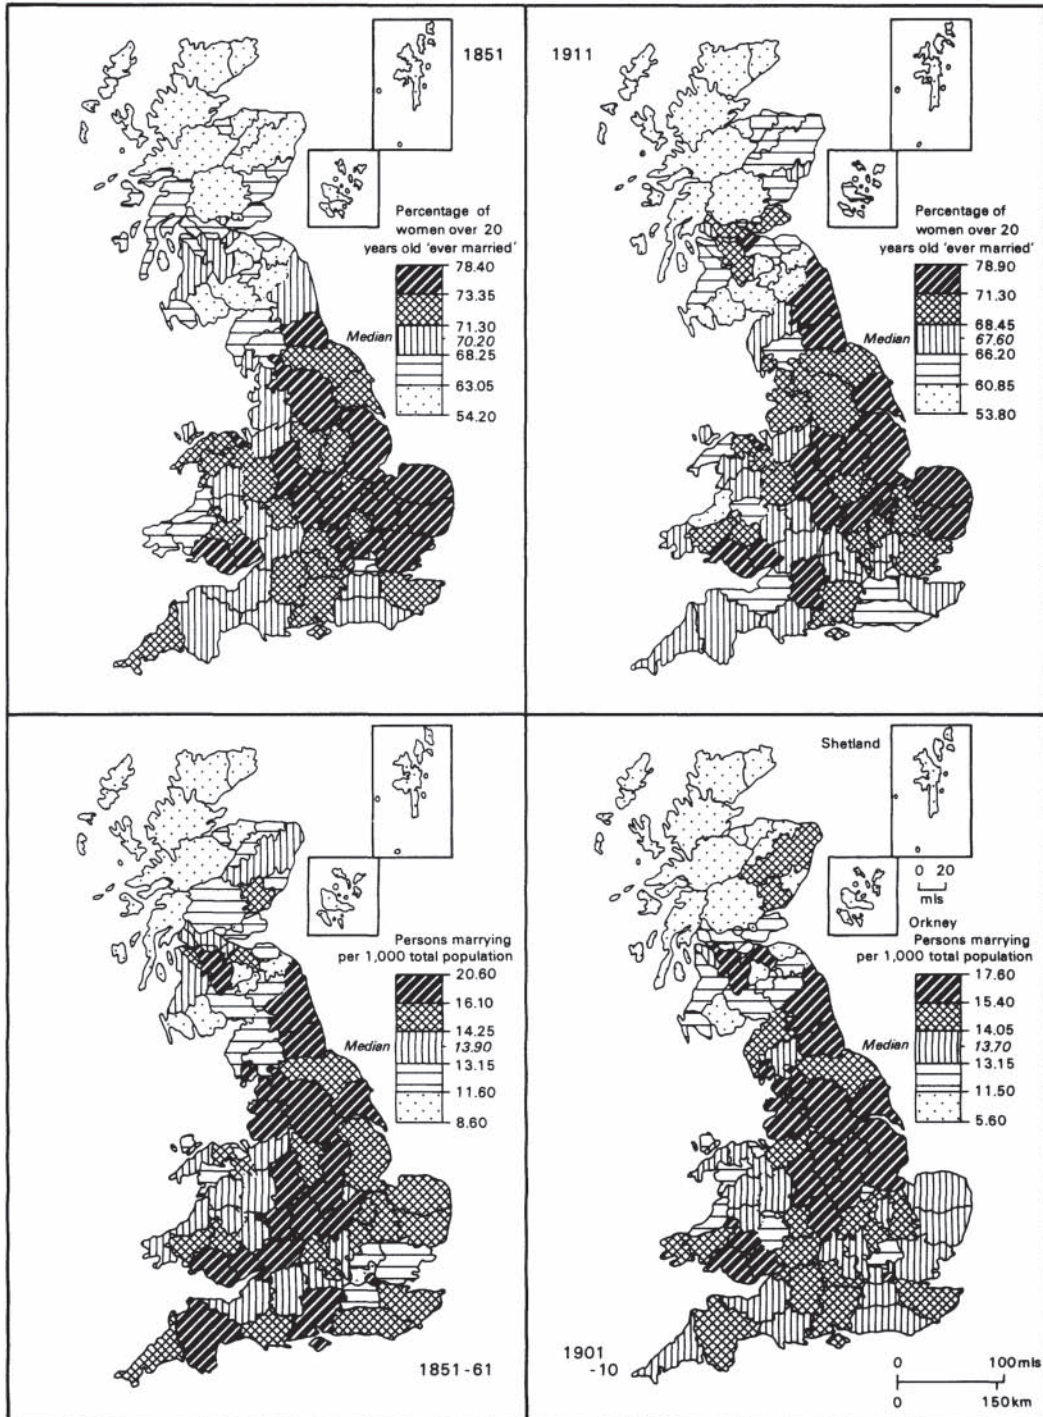 1851
Percentage of
women over 20
years old 'ever married'
78.40
73.35
71.30
Median 70.20
68.25
63.05
54.20
1911
Percentage of
women over 20
years old 'ever married'
78.90
71.30
68.45
Median 67.60
66.20
60.85
53.80
Persons marrying
per 1,000 total population
20.60
16.10
14.25
Median 13.90
13.15
11.60
8.60
1851-61
Shetland
0 20
mls
Orkney
Persons marrying
per 1,000 total population
17.60
15.40
14.05
Median 13.70
13.15
11.50
5.60
1901
-10
0 100mls
0 150km